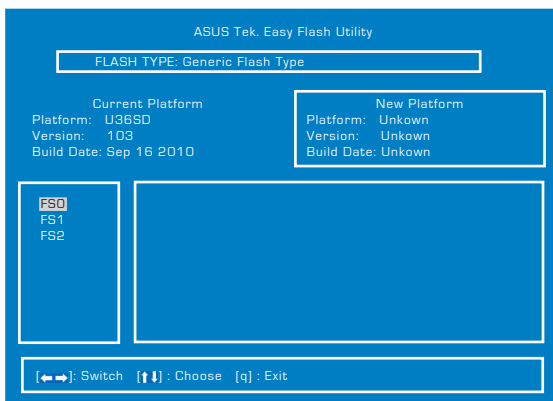 ASUS Tek. Easy Flash Utility
FLASH TYPE: Generic Flash Type
Current Platform
Platform: U36SD
Version: 103
Build Date: Sep 16 2010
New Platform
Platform: Unkown
Version: Unkown
Build Date: Unkown
FS0
FS1
FS2
[←→]: Switch [↑↓] : Choose [q] : Exit